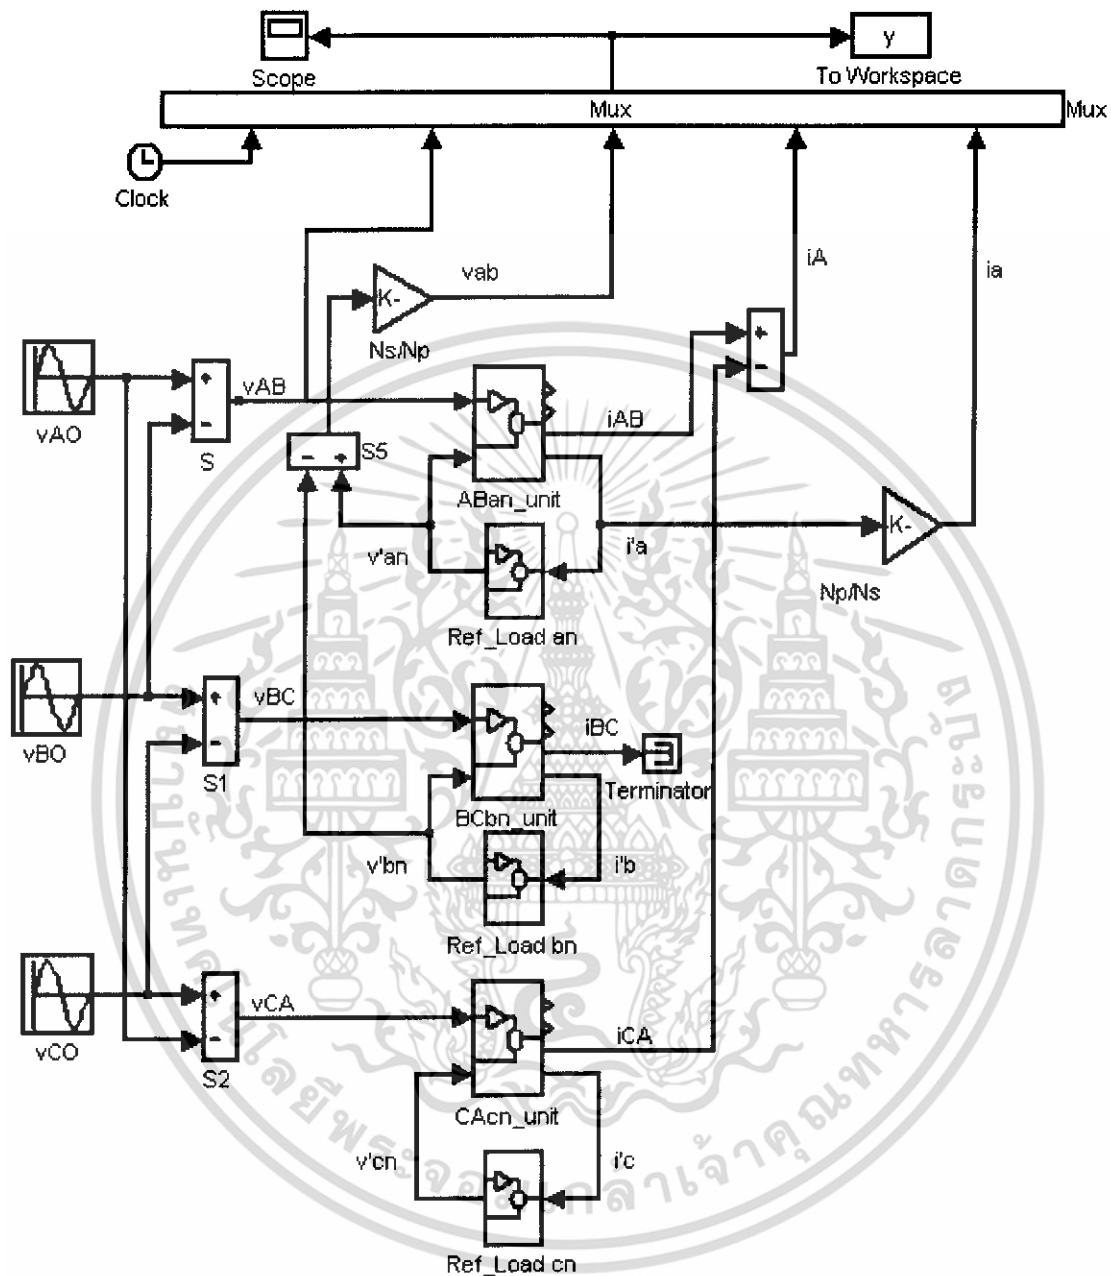 y
Scope
To Workspace
Mux
Mux
Clock
iA
ia
vab
K-
Ns/Np
vAO
+
-
S
vAB
- +
S5
iAB
+
-
ABan_unit
v'an
i'a
K-
Np/Ns
Ref_Load an
vBO
+
-
S1
vBC
iBC
Terminator
BCbn_unit
v'bn
i'b
Ref_Load bn
vCO
+
-
S2
vCA
iCA
CAcn_unit
v'cn
i'c
Ref_Load cn